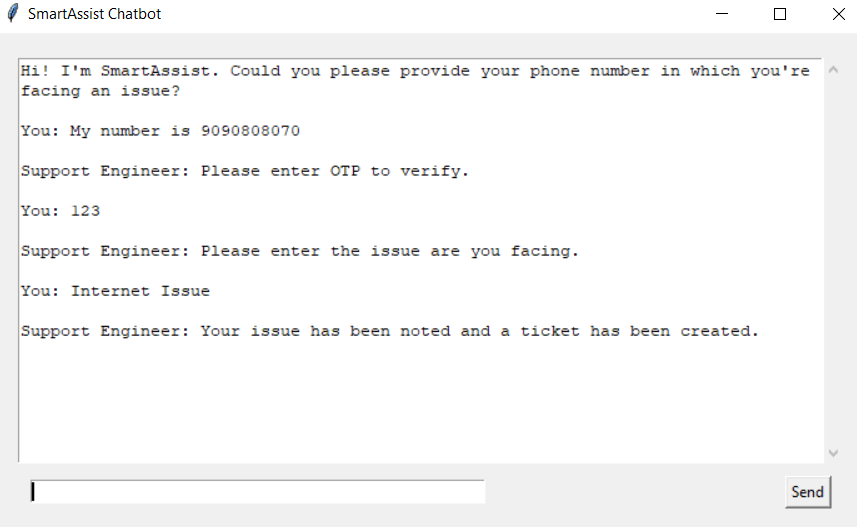 SmartAssist Chatbot
Hi! I'm SmartAssist. Could you please provide your phone number in which you're
facing an issue?
You: My number is 9090808070
Support Engineer: Please enter OTP to verify.
You: 123
Support Engineer: Please enter the issue are you facing.
You: Internet Issue
Support Engineer: Your issue has been noted and a ticket has been created.
Send